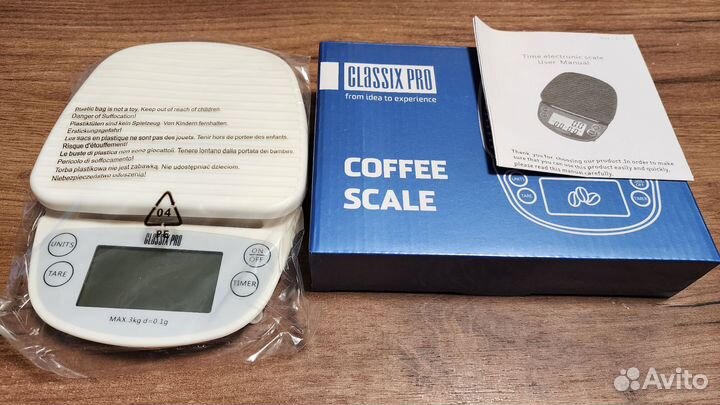 Plastic bag is not a toy. Keep out of reach of children.
Danger of Suffocation!
Plastiktüten sind kein Spielzeug. Von Kindern fernhalten.
Erstickungsgefahr!
Les sacs en plastique ne sont pas des jouets. Tenir hors de portee des enfants.
Risque d'étouffement!
Le buste di plastica non sono giocattoli. Tenere lontano dalla portata dei bambini.
Pericolo di suffocamento!
Torba plastikowa nie jest zabawką. Nie udostępniać dzieciom.
Niebezpieczeństwo uduszenia!
04
PE
CLASSIX PRO
UNITS
TARE
ON/OFF
TIMER
MAX.3kg d=0.1g
CLASSIX PRO
from idea to experience
COFFEE
SCALE
Time electronic scale
User Manual
Thank you for choosing our product. In order to make
sure that you can use this product easily and quickly,
please read this manual carefully.
Avito